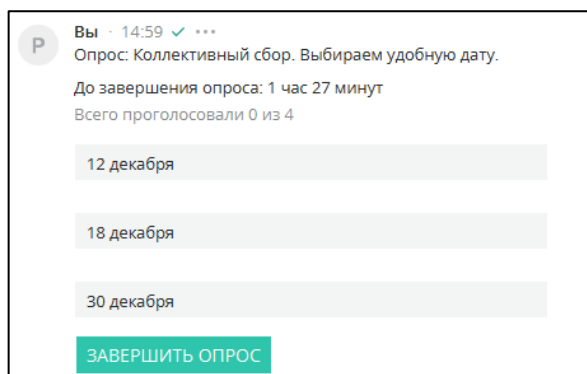 Р
Вы · 14:59 ✓ ···
Опрос: Коллективный сбор. Выбираем удобную дату.
До завершения опроса: 1 час 27 минут
Всего проголосовали 0 из 4
12 декабря
18 декабря
30 декабря
ЗАВЕРШИТЬ ОПРОС